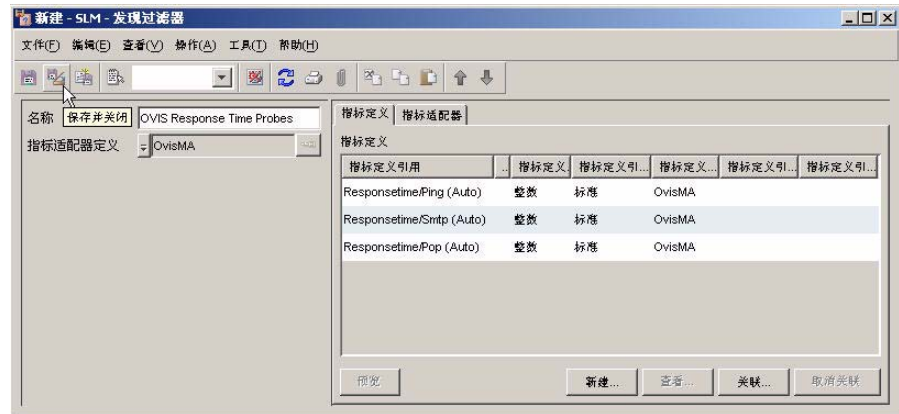 新建 - SLM - 发现过滤器
文件(F) 编辑(E) 查看(V) 操作(A) 工具(T) 帮助(H)
保存并关闭
名称 OVIS Response Time Probes
指标适配器定义 OvisMA
指标定义 指标适配器
指标定义
指标定义引用 .. 指标定义. 指标定义引... 指标定义... 指标定义引... 指标定义引...
Responsetime/Ping (Auto) 整数 标准 OvisMA
Responsetime/Smtp (Auto) 整数 标准 OvisMA
Responsetime/Pop (Auto) 整数 标准 OvisMA
预览 新建... 查看... 关联... 取消关联